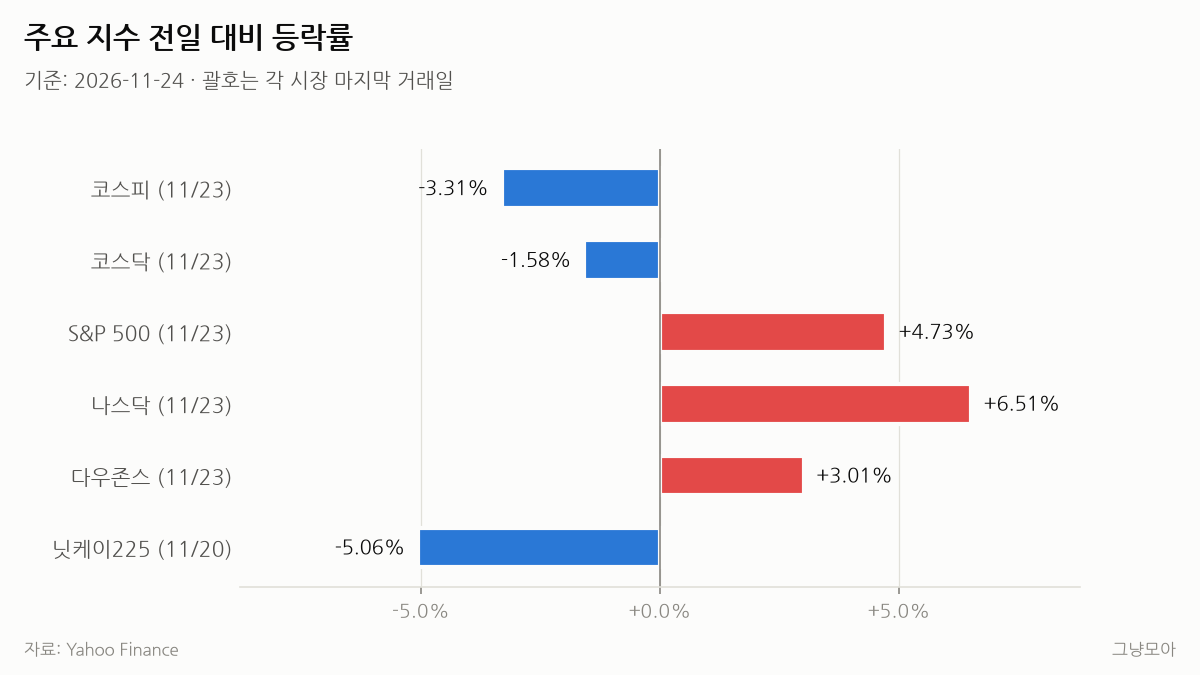 주요 지수 전일 대비 등락률
기준: 2026-11-24 · 괄호는 각 시장 마지막 거래일
코스피 (11/23)
-3.31%
코스닥 (11/23)
-1.58%
S&P 500 (11/23)
+4.73%
나스닥 (11/23)
+6.51%
다우존스 (11/23)
+3.01%
닛케이225 (11/20)
-5.06%
-5.0%
+0.0%
+5.0%
자료: Yahoo Finance
그냥모아